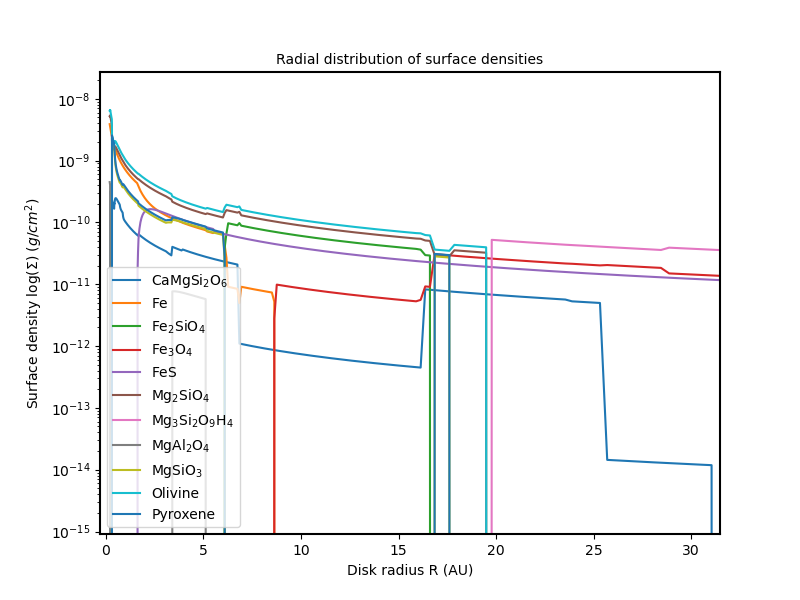 Radial distribution of surface densities
Surface density log(Σ) (g/cm²)
10⁻⁸
10⁻⁹
10⁻¹⁰
10⁻¹¹
10⁻¹²
10⁻¹³
10⁻¹⁴
10⁻¹⁵
CaMgSi₂O₆
Fe
Fe₂SiO₄
Fe₃O₄
FeS
Mg₂SiO₄
Mg₃Si₂O₉H₄
MgAl₂O₄
MgSiO₃
Olivine
Pyroxene
0 5 10 15 20 25 30
Disk radius R (AU)